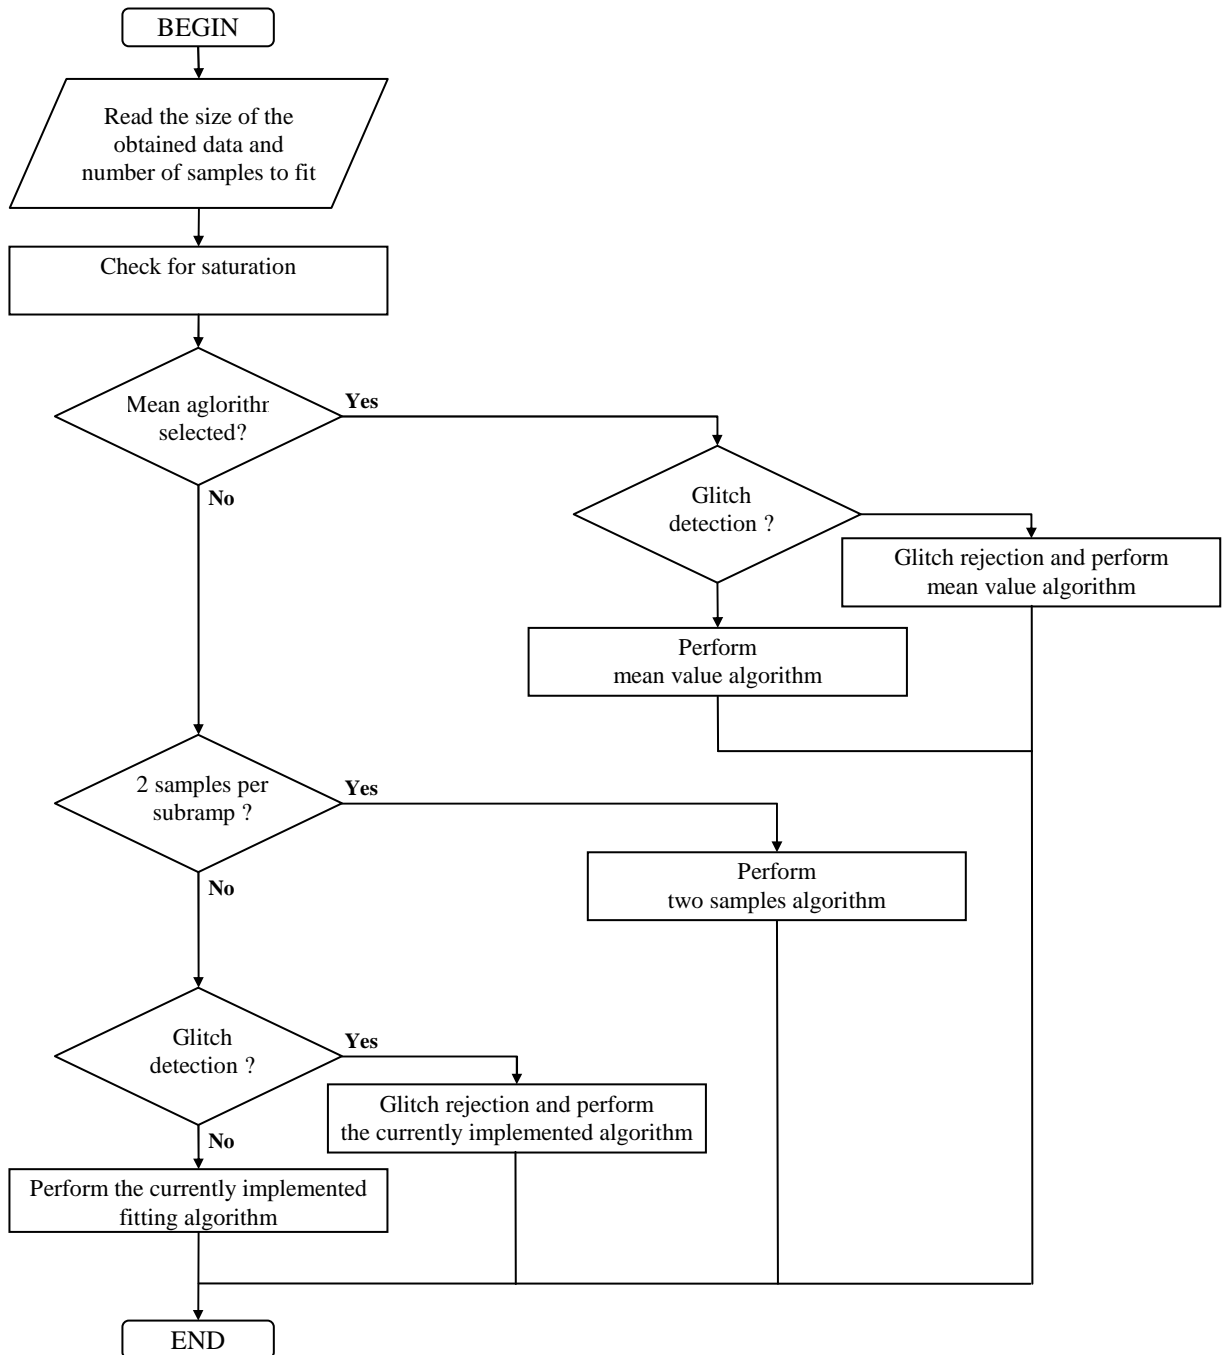 BEGIN
Read the size of the
obtained data and
number of samples to fit
Check for saturation
Mean aglorithm
selected?
Yes
No
Glitch
detection ?
Glitch rejection and perform
mean value algorithm
Perform
mean value algorithm
2 samples per
subramp ?
Yes
No
Perform
two samples algorithm
Glitch
detection ?
Yes
No
Glitch rejection and perform
the currently implemented algorithm
Perform the currently implemented
fitting algorithm
END